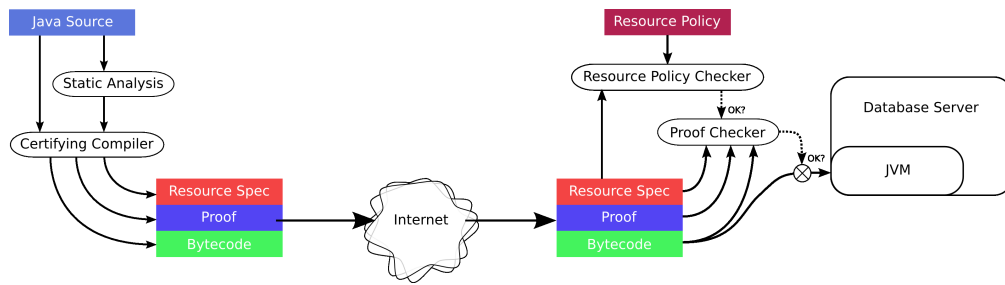 Java Source
Resource Policy
Static Analysis
Resource Policy Checker
OK?
Database Server
Certifying Compiler
Proof Checker
OK?
JVM
Resource Spec
Proof
Bytecode
Internet
Resource Spec
Proof
Bytecode